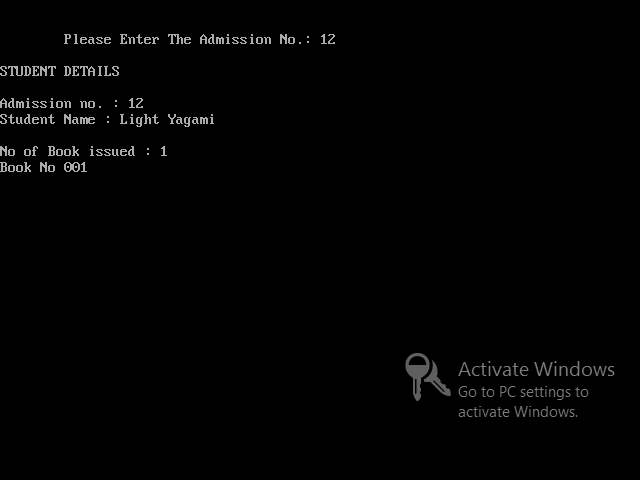 Please Enter The Admission No.: 12
STUDENT DETAILS
Admission no. : 12
Student Name : Light Yagami
No of Book issued : 1
Book No 001
Activate Windows
Go to PC settings to
activate Windows.